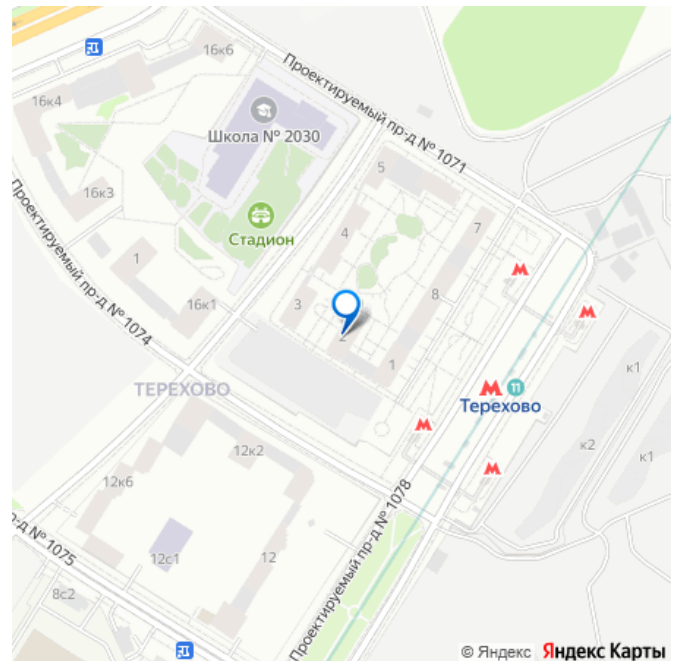 16к6
16к4
Проектируемый пр-д № 1071
Школа № 2030
16к3
5
Стадион
4
7
Проектируемый пр-д № 1074
1
8
16к1
3
2
1
к1
11
Терехово
ТЕРЕХОВО
к2
к1
12к2
12к6
12с1
12
Проектируемый пр-д № 1078
р-д № 1075
8с2
© Яндекс Яндекс Карты